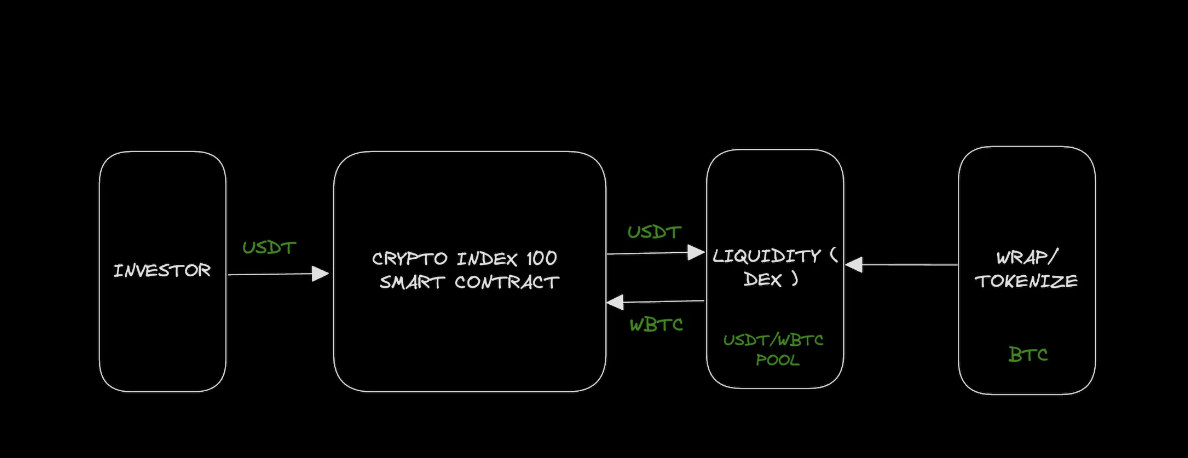 INVESTOR
USDT
CRYPTO INDEX 100
SMART CONTRACT
USDT
WBTC
LIQUIDITY (
DEX )
USDT/WBTC
POOL
WRAP/
TOKENIZE
BTC